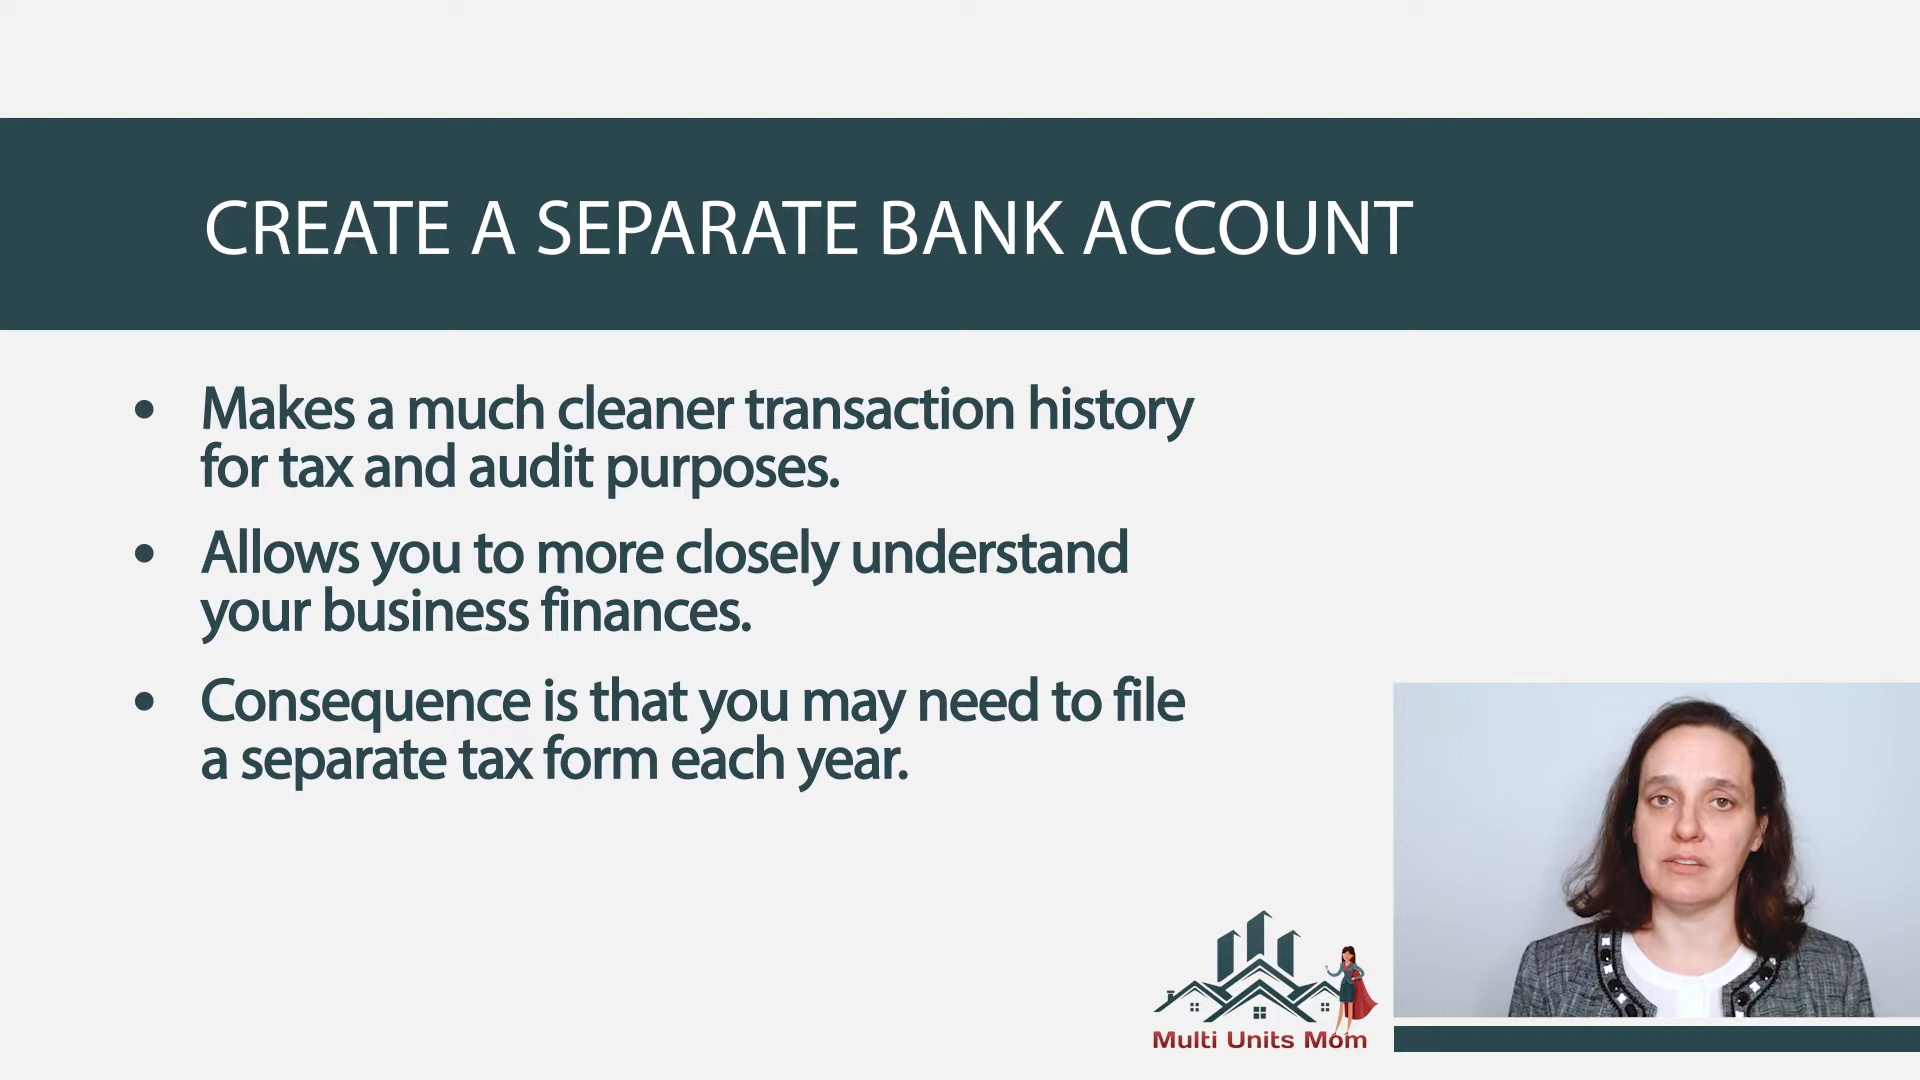 CREATE A SEPARATE BANK ACCOUNT
• Makes a much cleaner transaction history
for tax and audit purposes.
• Allows you to more closely understand
your business finances.
• Consequence is that you may need to file
a separate tax form each year.
Multi Units Mom